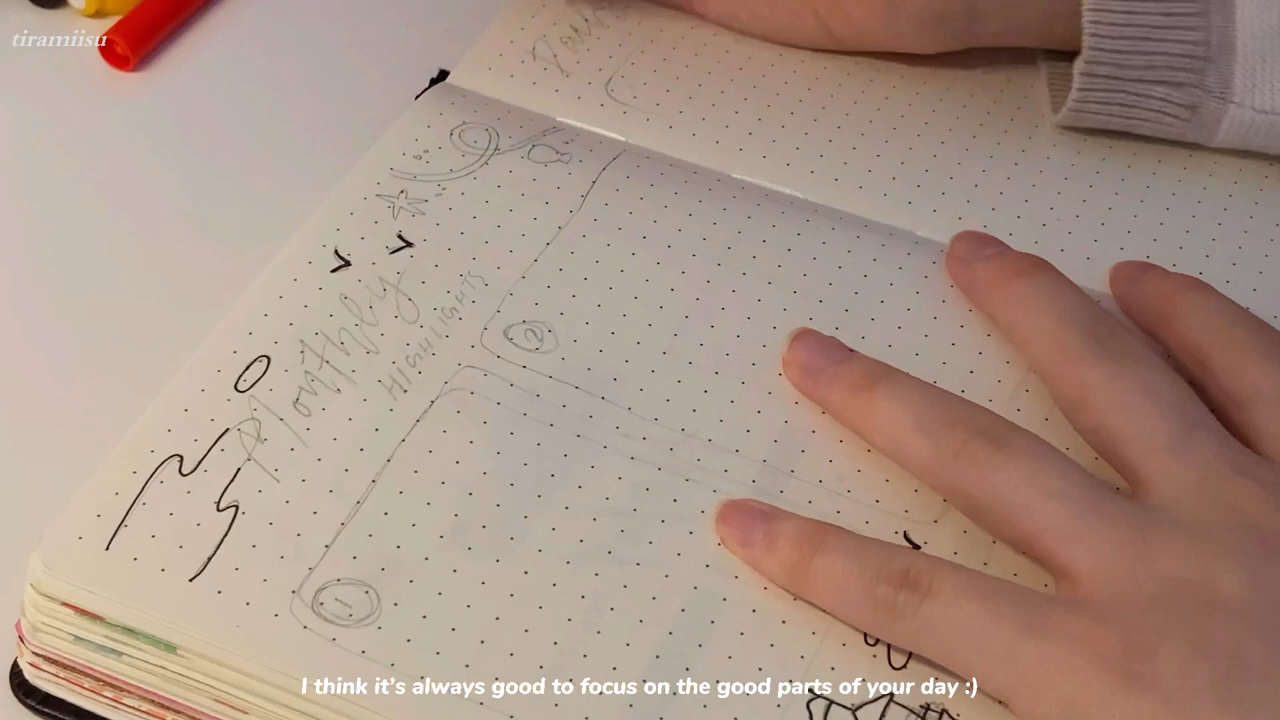 tiramiisu
Monthly
HIGHLIGHTS
2
1
I think it's always good to focus on the good parts of your day :)